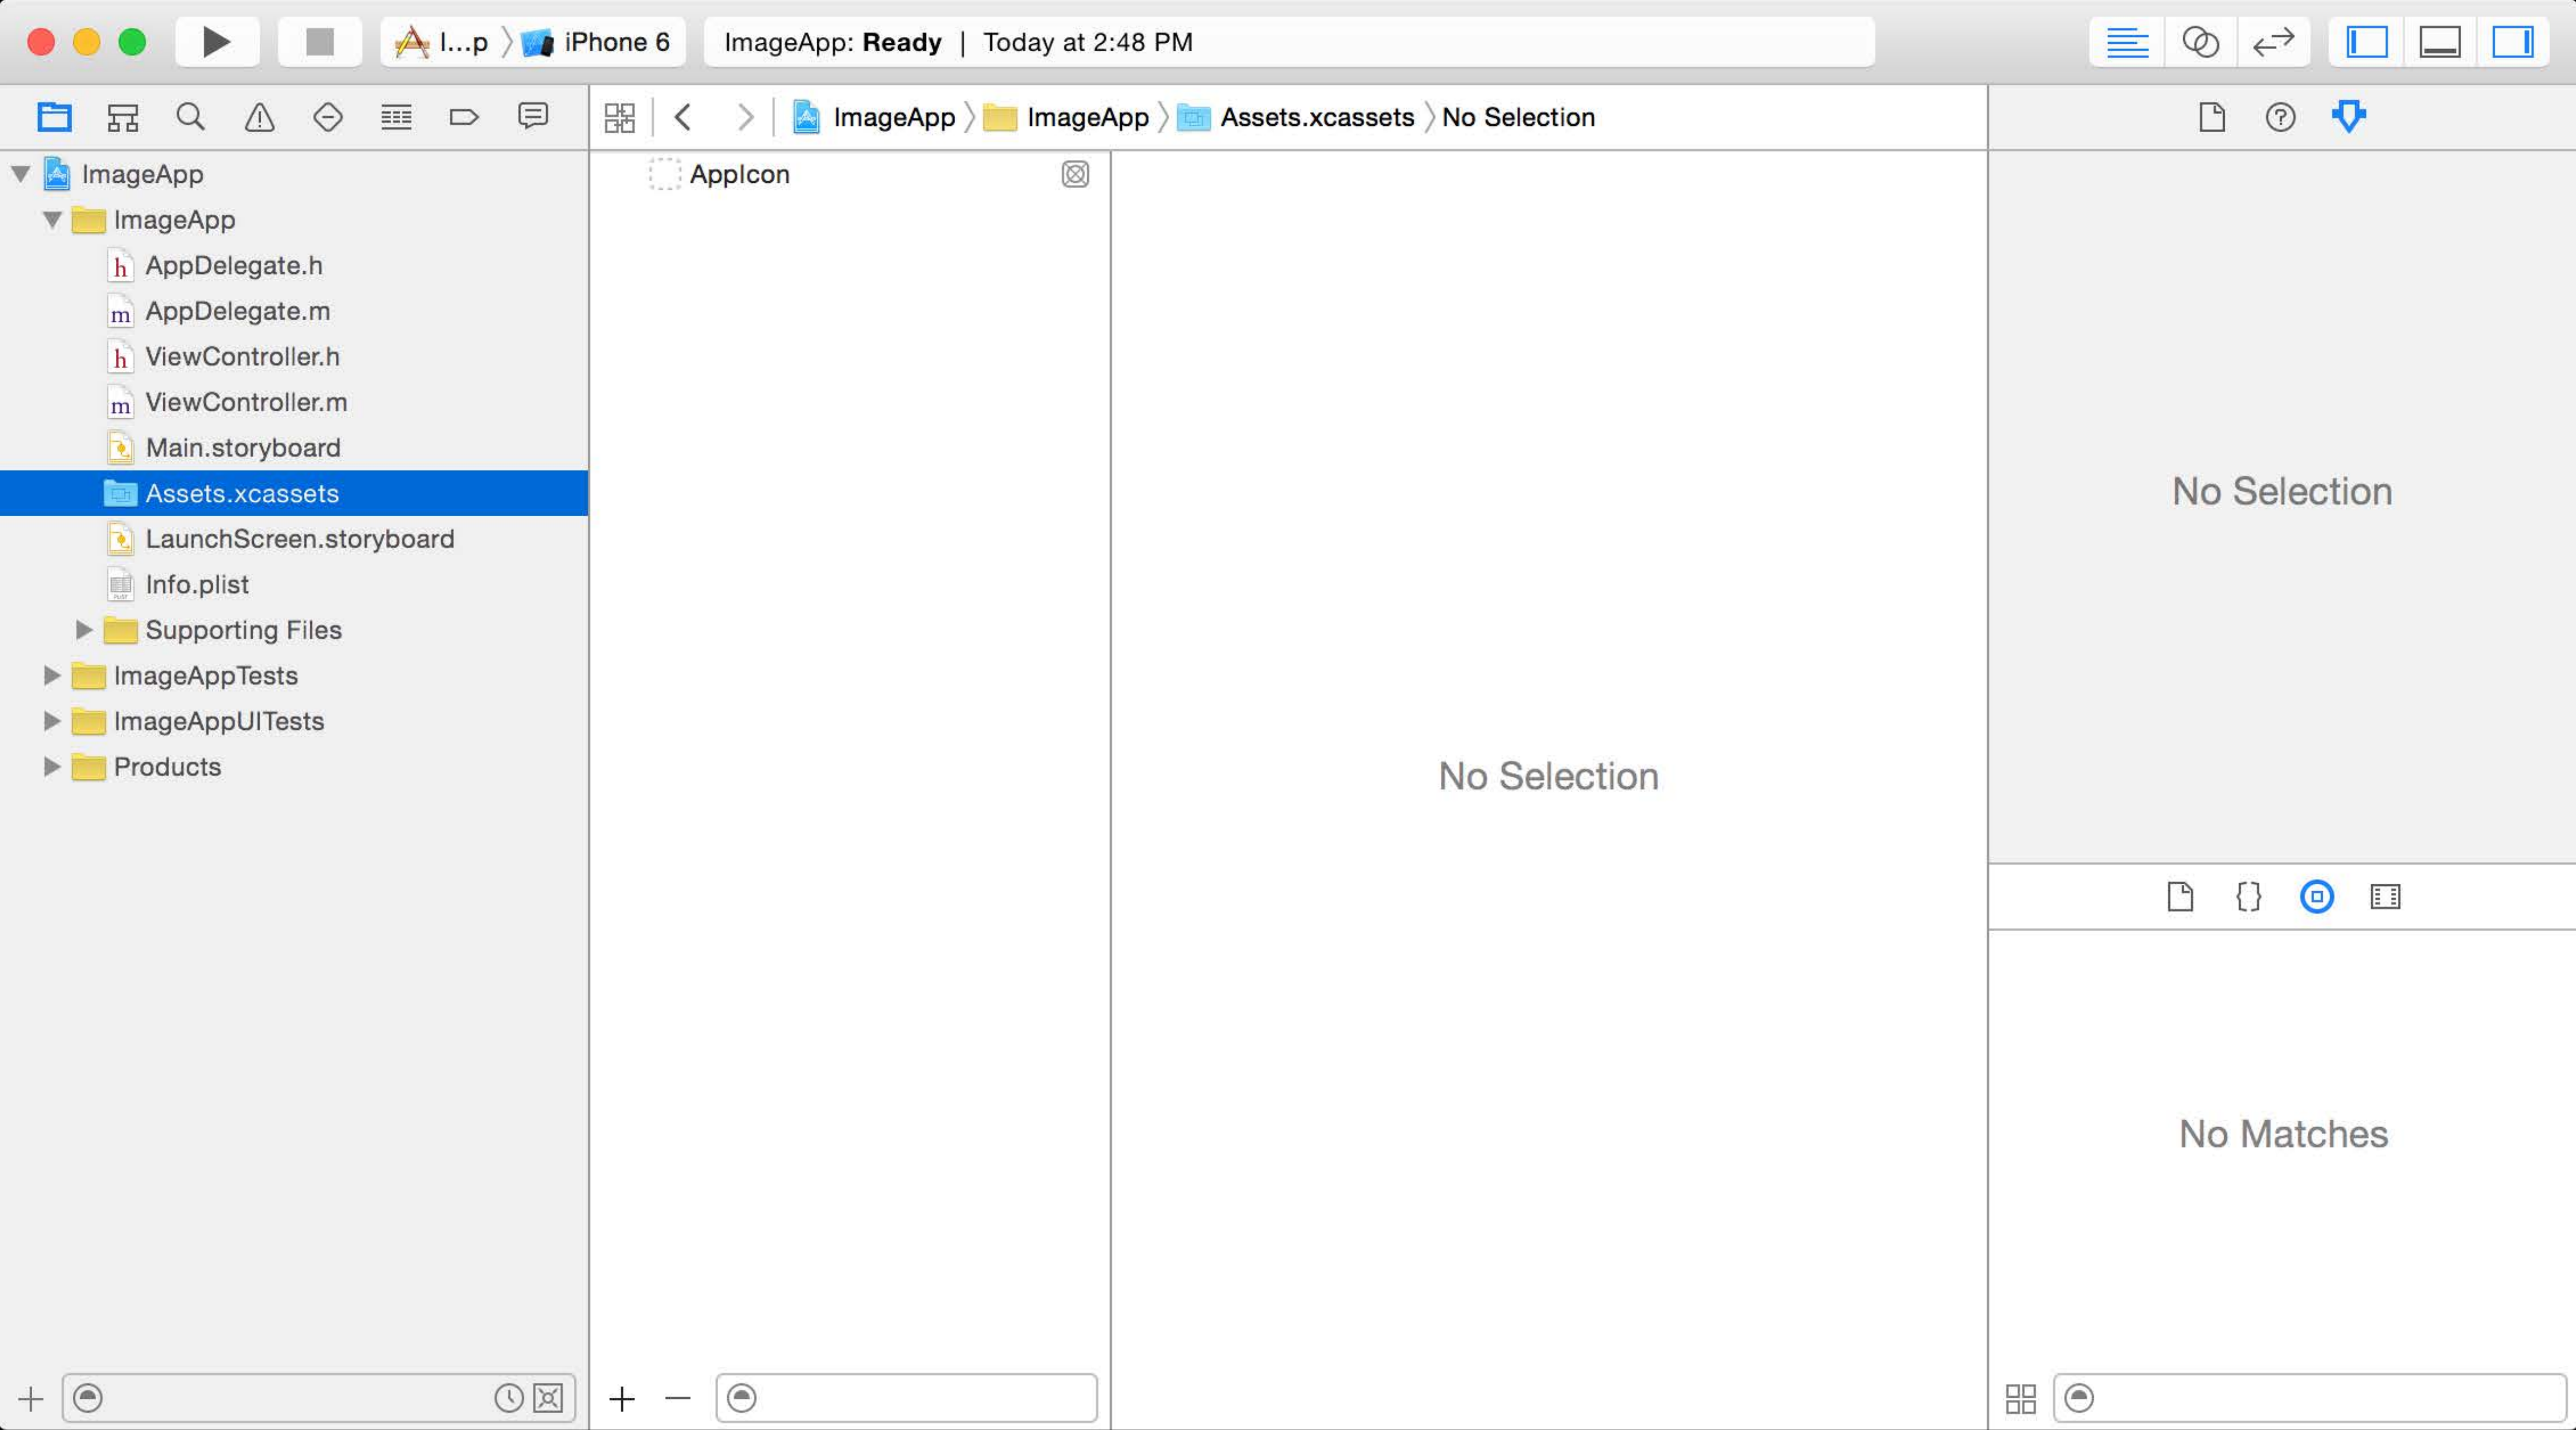 I...p iPhone 6 ImageApp: Ready | Today at 2:48 PM
ImageApp ImageApp Assets.xcassets No Selection
ImageApp
ImageApp
h AppDelegate.h
m AppDelegate.m
h ViewController.h
m ViewController.m
Main.storyboard
Assets.xcassets
LaunchScreen.storyboard
Info.plist
Supporting Files
ImageAppTests
ImageAppUITests
Products
AppIcon
No Selection
No Selection
{}
No Matches